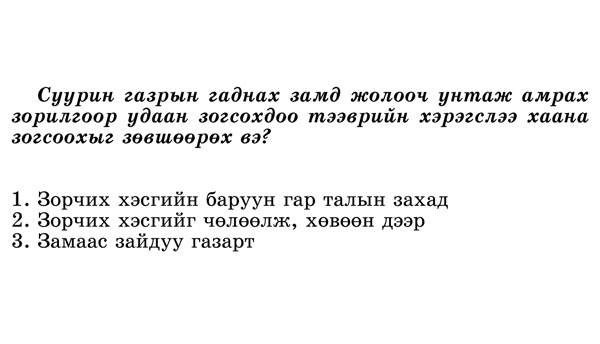 Суурин газрын гаднах замд жолооч унтаж амрах
зорилгоор удаан зогсохдоо тээврийн хэрэгслээ хаана
зогсоохыг зөвшөөрөх вэ?
1. Зорчих хэсгийн баруун гар талын захад
2. Зорчих хэсгийг чөлөөлж, хөвөөн дээр
3. Замаас зайдуу газарт